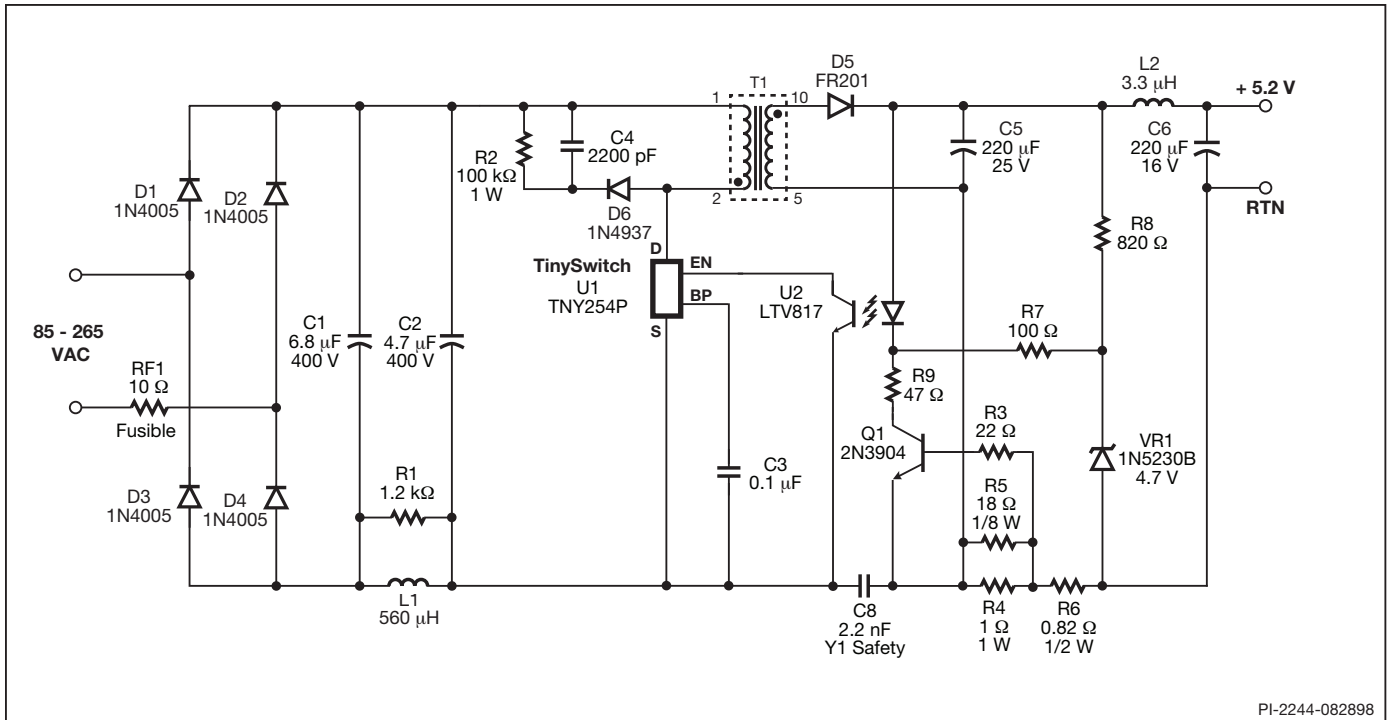 D1
1N4005
D2
1N4005
85 - 265
VAC
RF1
10 Ω
Fusible
D3
1N4005
D4
1N4005
C1
6.8 µF
400 V
C2
4.7 µF
400 V
R1
1.2 kΩ
L1
560 µH
R2
100 kΩ
1 W
C4
2200 pF
D6
1N4937
T1
1
2
10
5
D5
FR201
TinySwitch
U1
TNY254P
D
EN
BP
S
C3
0.1 µF
U2
LTV817
C8
2.2 nF
Y1 Safety
R9
47 Ω
Q1
2N3904
C5
220 µF
25 V
L2
3.3 µH
C6
220 µF
16 V
+ 5.2 V
RTN
R8
820 Ω
R7
100 Ω
R3
22 Ω
R5
18 Ω
1/8 W
R4
1 Ω
1 W
R6
0.82 Ω
1/2 W
VR1
1N5230B
4.7 V
PI-2244-082898